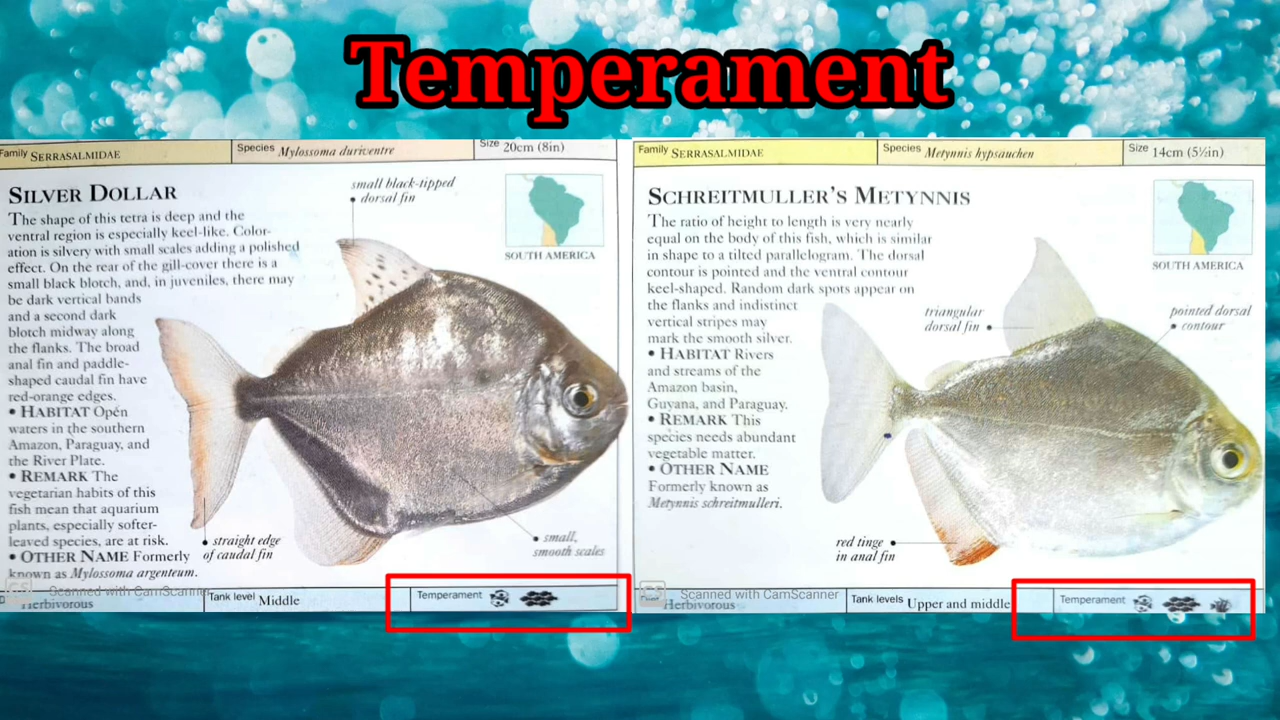 Temperament
Family SERRASALMIDAE
Species Mylossoma duriventre
Size 20cm (8in)
SILVER DOLLAR
The shape of this tetra is deep and the
ventral region is especially keel-like. Color-
ation is silvery with small scales adding a polished
effect. On the rear of the gill-cover there is a
small black blotch, and, in juveniles, there may
be dark vertical bands
and a second dark
blotch midway along
the flanks. The broad
anal fin and paddle-
shaped caudal fin have
red-orange edges.
• HABITAT Open
waters in the southern
Amazon, Paraguay, and
the River Plate.
• REMARK The
vegetarian habits of this
fish mean that aquarium
plants, especially softer-
leaved species, are at risk.
• OTHER NAME Formerly
known as Mylossoma argenteum.
small black-tipped
dorsal fin
SOUTH AMERICA
straight edge
of caudal fin
small,
smooth scales
CS Scanned with CamScanner
Herbivorous
Tank level Middle
Temperament
Family SERRASALMIDAE
Species Metynnis hypsauchen
Size 14cm (5½in)
SCHREITMULLER'S METYNNIS
The ratio of height to length is very nearly
equal on the body of this fish, which is similar
in shape to a tilted parallelogram. The dorsal
contour is pointed and the ventral contour
keel-shaped. Random dark spots appear on
the flanks and indistinct
vertical stripes may
mark the smooth silver.
• HABITAT Rivers
and streams of the
Amazon basin,
Guyana, and Paraguay.
• REMARK This
species needs abundant
vegetable matter.
• OTHER NAME
Formerly known as
Metynnis schreitmulleri.
SOUTH AMERICA
triangular
dorsal fin
pointed dorsal
contour
red tinge
in anal fin
CS Scanned with CamScanner
Herbivorous
Tank levels Upper and middle
Temperament